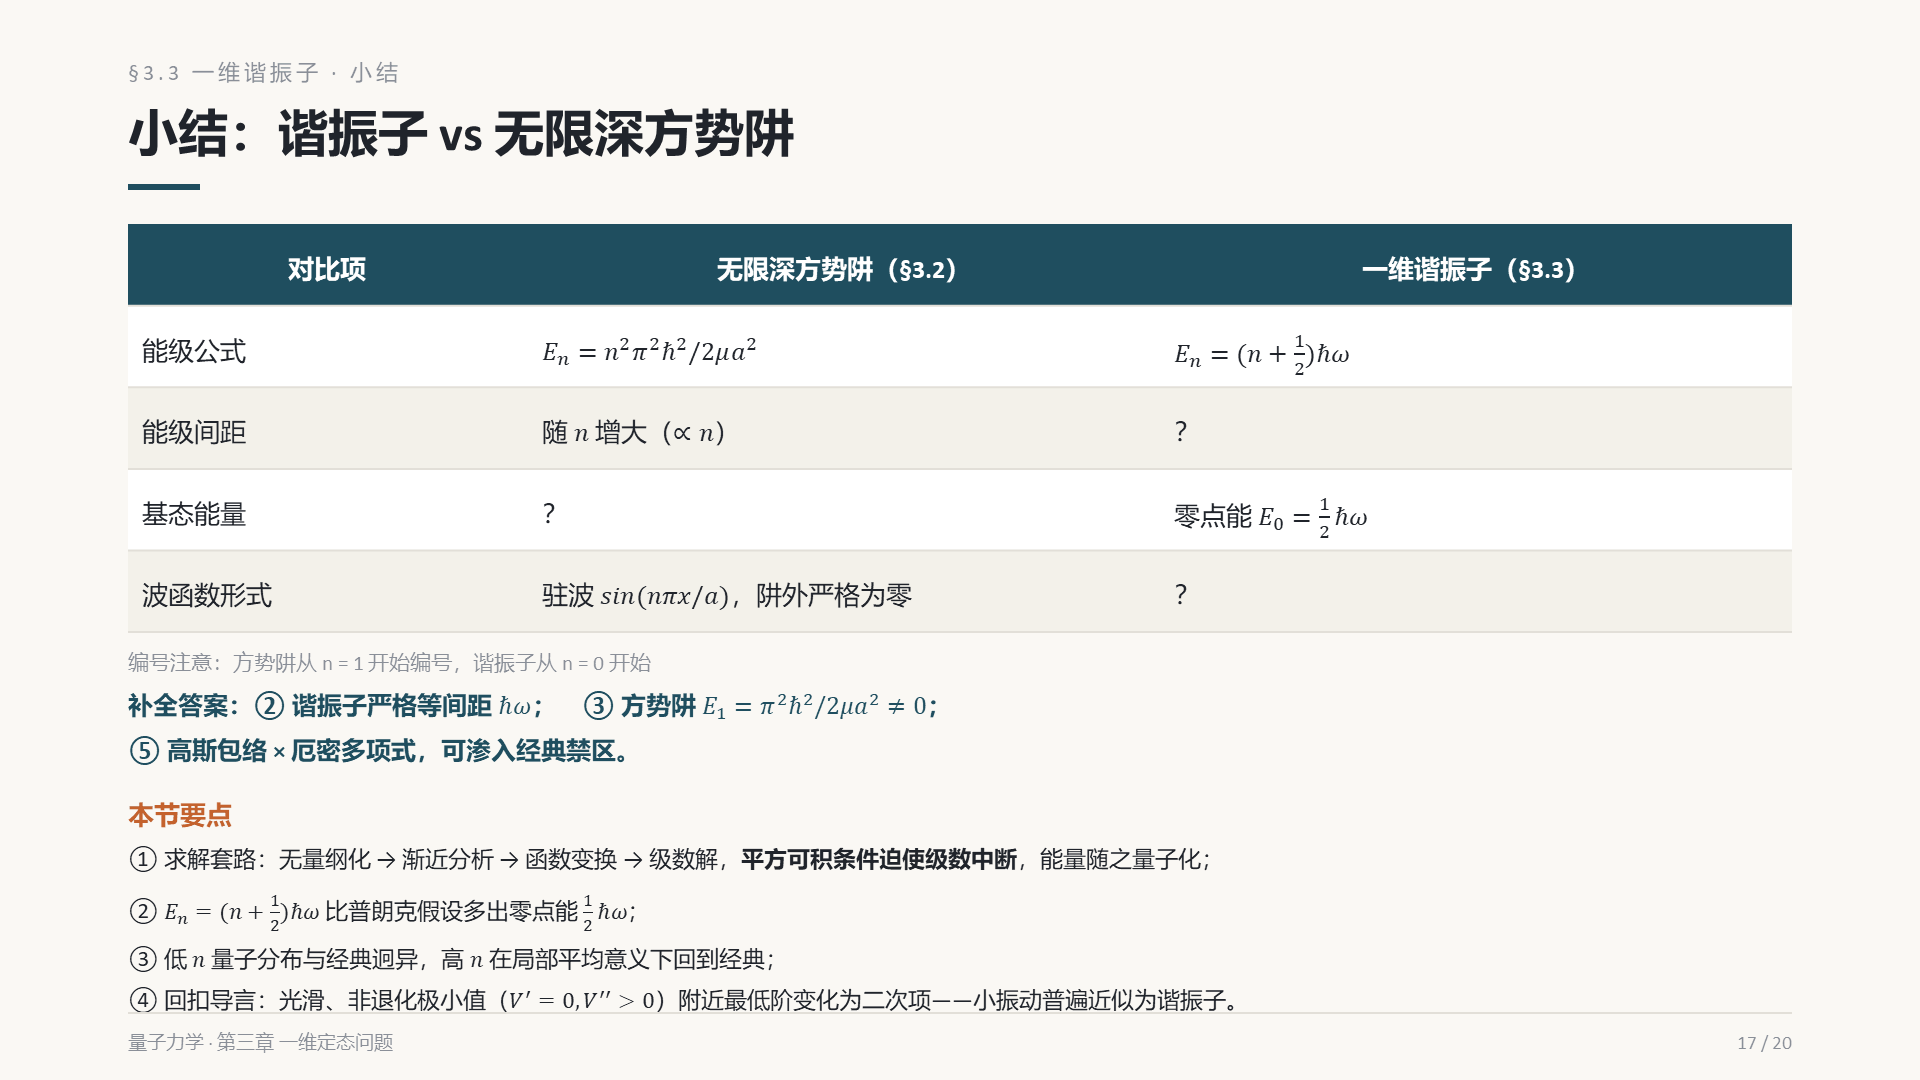 §3.3 一维谐振子 · 小结
小结：谐振子 vs 无限深方势阱
对比项 无限深方势阱（§3.2） 一维谐振子（§3.3）
能级公式 Eₙ = n²π²ħ²/2μa² Eₙ = (n + 1/2)ħω
能级间距 随 n 增大（∝ n） ？
基态能量 ？ 零点能 E₀ = 1/2 ħω
波函数形式 驻波 sin(nπx/a)，阱外严格为零 ？
编号注意：方势阱从 n = 1 开始编号，谐振子从 n = 0 开始
补全答案：② 谐振子严格等间距 ħω； ③ 方势阱 E₁ = π²ħ²/2μa² ≠ 0；
⑤ 高斯包络 × 厄密多项式，可渗入经典禁区。
本节要点
① 求解套路：无量纲化 → 渐近分析 → 函数变换 → 级数解，平方可积条件迫使级数中断，能量随之量子化；
② Eₙ = (n + 1/2)ħω 比普朗克假设多出零点能 1/2 ħω；
③ 低 n 量子分布与经典迥异，高 n 在局部平均意义下回到经典；
④ 回扣导言：光滑、非退化极小值（V′ = 0, V″ > 0）附近最低阶变化为二次项——小振动普遍近似为谐振子。
量子力学 · 第三章 一维定态问题 17 / 20